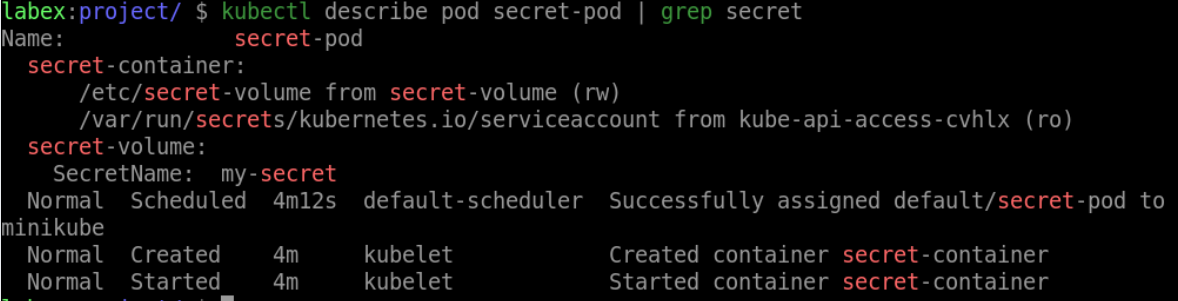 labex:project/ $ kubectl describe pod secret-pod | grep secret
Name:             secret-pod
  secret-container:
      /etc/secret-volume from secret-volume (rw)
      /var/run/secrets/kubernetes.io/serviceaccount from kube-api-access-cvhlx (ro)
  secret-volume:
    SecretName:  my-secret
  Normal  Scheduled  4m12s  default-scheduler  Successfully assigned default/secret-pod to
minikube
  Normal  Created    4m     kubelet            Created container secret-container
  Normal  Started    4m     kubelet            Started container secret-container